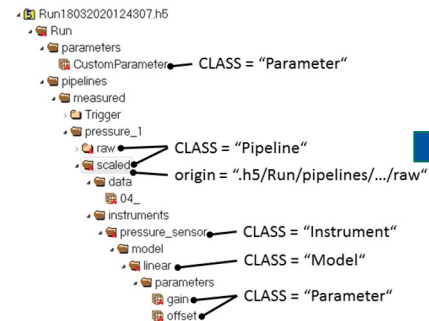 Run18032020124307.h5
Run
parameters
CustomParameter CLASS = “Parameter“
pipelines
measured
Trigger
pressure_1
raw CLASS = “Pipeline“
scaled origin = “.h5/Run/pipelines/.../raw“
data
04_
instruments
pressure_sensor CLASS = “Instrument“
model
linear CLASS = “Model“
parameters
gain CLASS = “Parameter“
offset